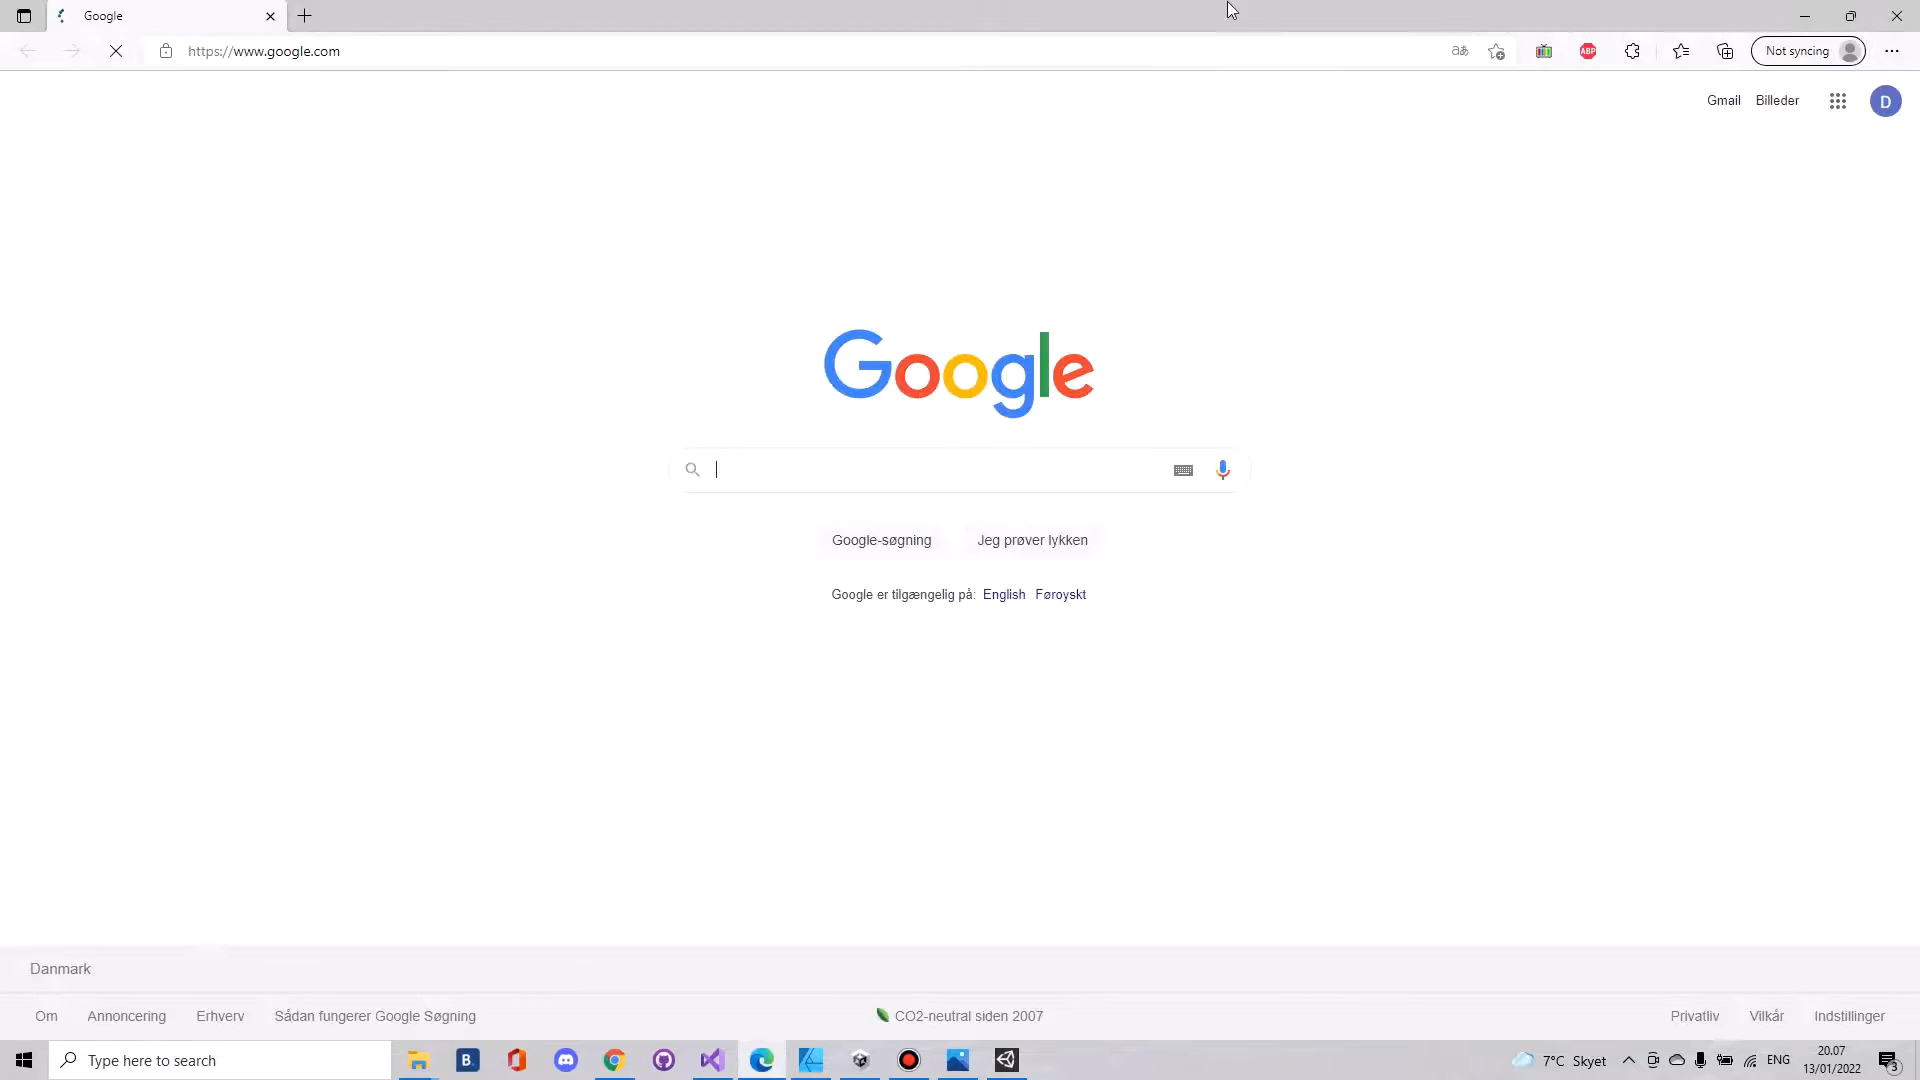 Google
https://www.google.com
ABP
Not syncing
Gmail Billeder
D
Google
Google-søgning Jeg prøver lykken
Google er tilgængelig på: English Føroyskt
Danmark
Om Annoncering Erhverv Sådan fungerer Google Søgning CO2-neutral siden 2007 Privatliv Vilkår Indstillinger
Type here to search
B.
7°C Skyet
ENG
20.07
13/01/2022
3